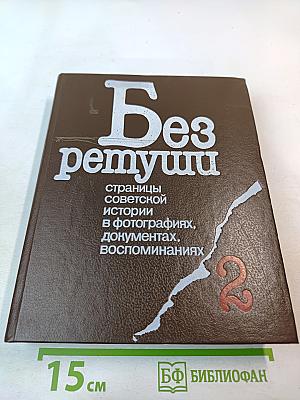 Без
ретуши
страницы
советской
истории
в фотографиях,
документах,
воспоминаниях
2
15 см
БФ БИБЛИОФАН